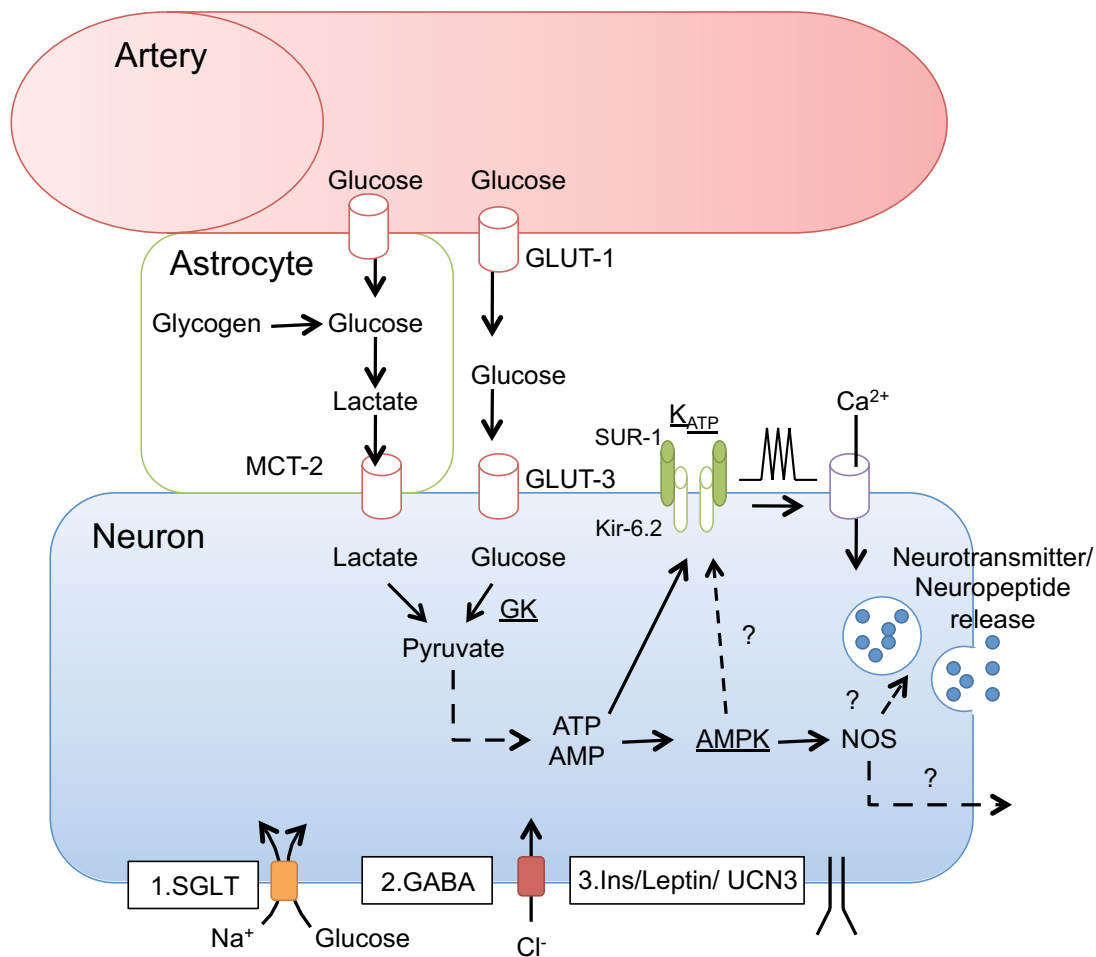 Artery
Glucose
Glucose
GLUT-1
Astrocyte
Glycogen
Glucose
Glucose
Lactate
Ca²⁺
K_ATP
SUR-1
MCT-2
GLUT-3
Kir-6.2
Neuron
Lactate
Glucose
Neurotransmitter/
Neuropeptide
release
GK
Pyruvate
?
?
ATP
AMP
AMPK
NOS
?
1.SGLT
2.GABA
3.Ins/Leptin/ UCN3
Na⁺
Glucose
Cl⁻